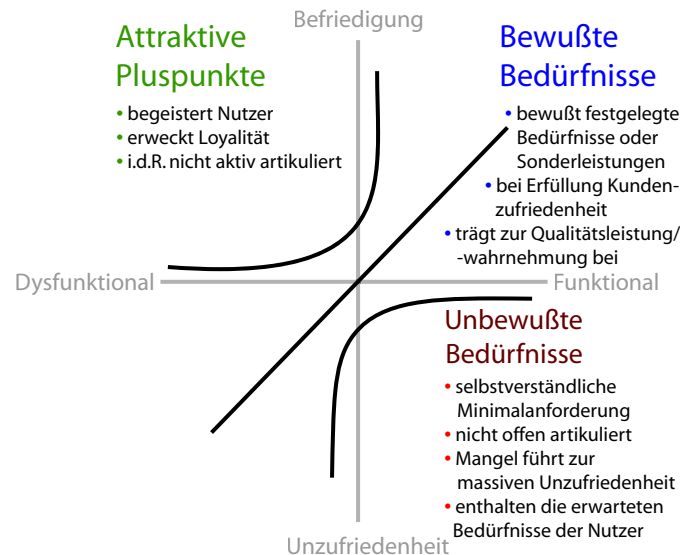 Befriedigung
Attraktive
Pluspunkte
• begeistert Nutzer
• erweckt Loyalität
• i.d.R. nicht aktiv artikuliert
Bewußte
Bedürfnisse
• bewußt festgelegte
Bedürfnisse oder
Sonderleistungen
• bei Erfüllung Kunden-
zufriedenheit
• trägt zur Qualitätsleistung/
-wahrnehmung bei
Dysfunktional
Funktional
Unbewußte
Bedürfnisse
• selbstverständliche
Minimalanforderung
• nicht offen artikuliert
• Mangel führt zur
massiven Unzufriedenheit
• enthalten die erwarteten
Bedürfnisse der Nutzer
Unzufriedenheit